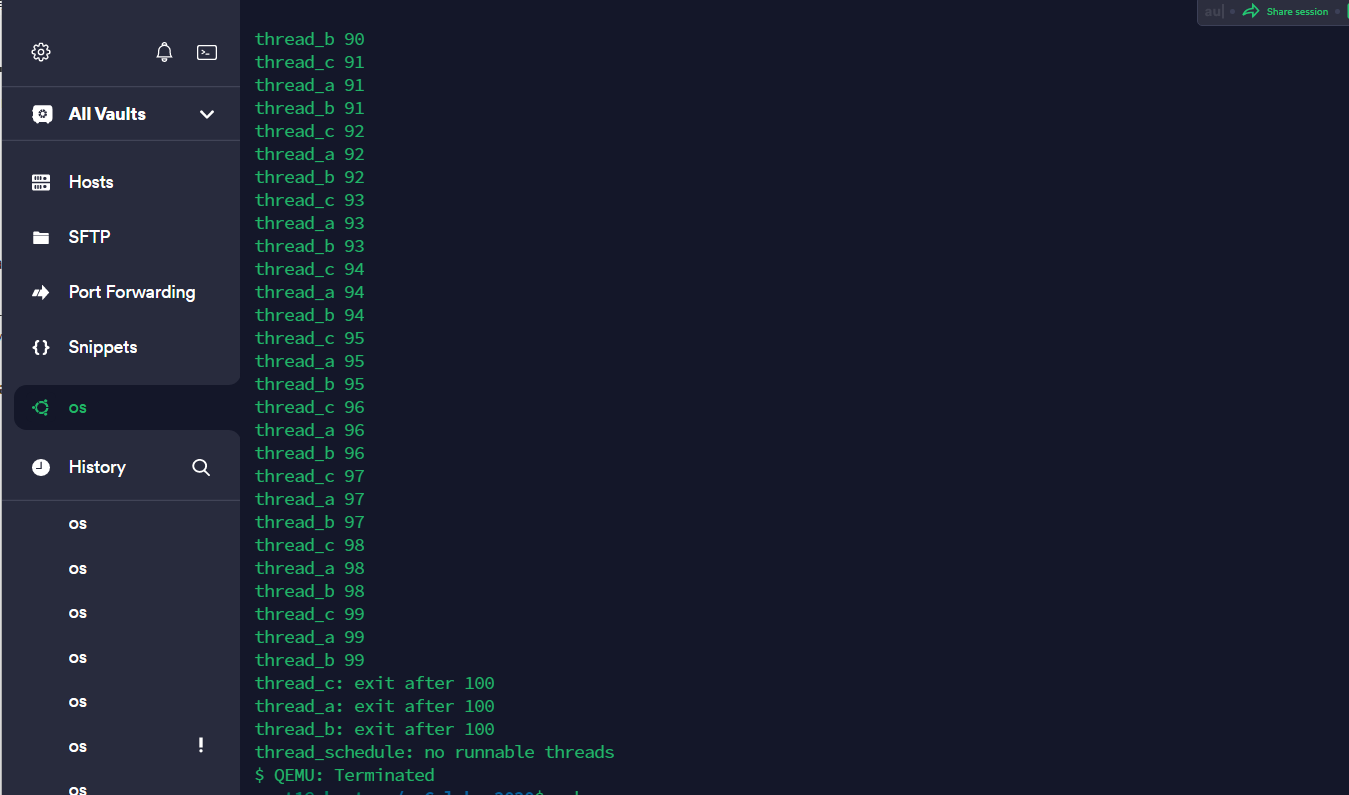 au
Share session
All Vaults
Hosts
SFTP
Port Forwarding
Snippets
os
History
os
os
os
os
os
os
!
os
thread_b 90
thread_c 91
thread_a 91
thread_b 91
thread_c 92
thread_a 92
thread_b 92
thread_c 93
thread_a 93
thread_b 93
thread_c 94
thread_a 94
thread_b 94
thread_c 95
thread_a 95
thread_b 95
thread_c 96
thread_a 96
thread_b 96
thread_c 97
thread_a 97
thread_b 97
thread_c 98
thread_a 98
thread_b 98
thread_c 99
thread_a 99
thread_b 99
thread_c: exit after 100
thread_a: exit after 100
thread_b: exit after 100
thread_schedule: no runnable threads
$ QEMU: Terminated